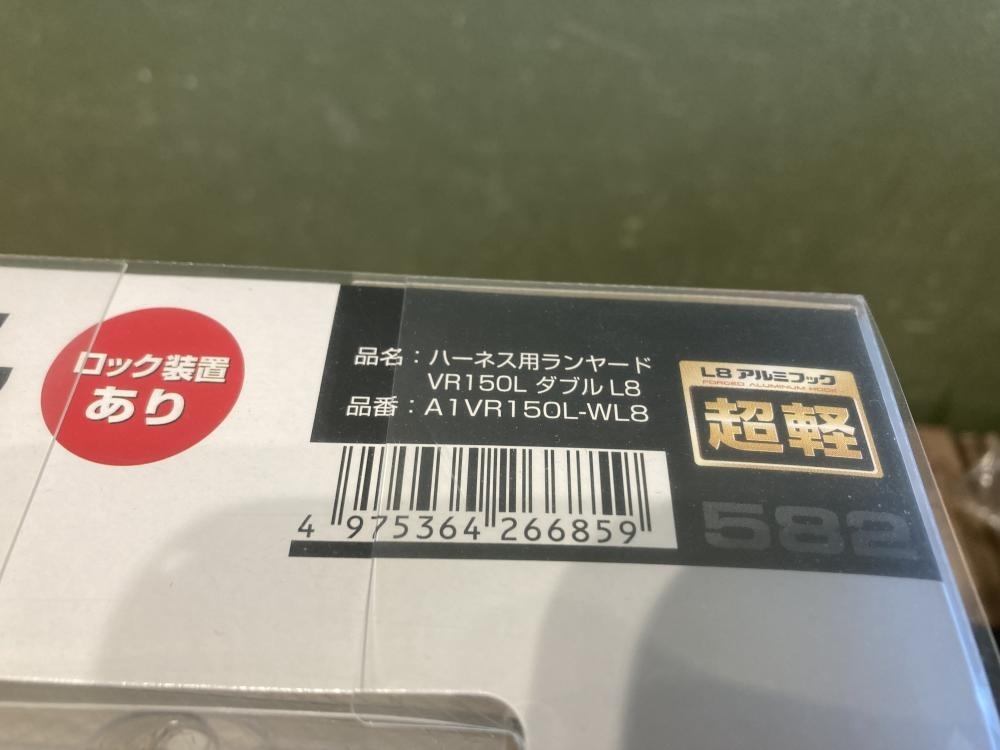 ロック装置
あり
品名：ハーネス用ランヤード
VR150L ダブル L8
品番：A1VR150L-WL8
L8 アルミフック
FORGED ALUMINUM HOOK
超軽
4 975364 266859
582